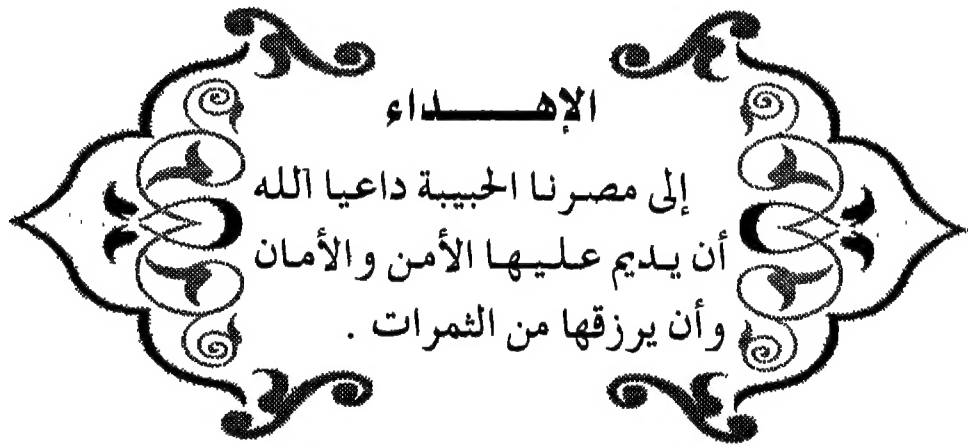 الإهـــــداء
إلى مصرنا الحبيبة داعيا الله
أن يديم عليها الأمن والأمان
وأن يرزقها من الثمرات .